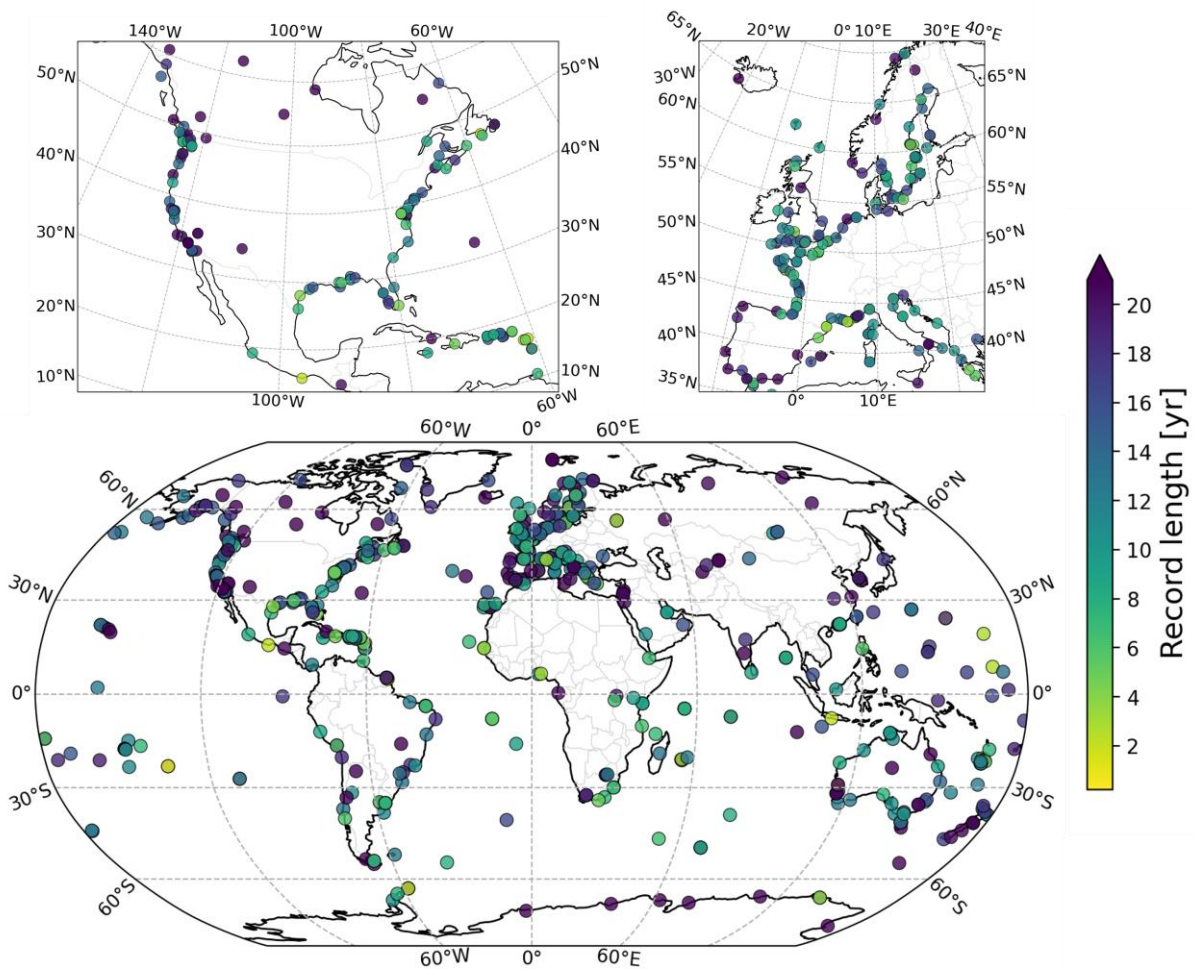 140°W 100°W 60°W
50°N
40°N
30°N
20°N
10°N
50°N
40°N
30°N
20°N
10°N
100°W 60°W
65°N 20°W 0° 10°E 30°E 40°E
30°W
60°N
55°N
50°N
45°N
40°N
35°N
65°N
60°N
55°N
50°N
45°N
40°N
0° 10°E
60°W 0° 60°E
60°N 60°N
30°N 30°N
0° 0°
30°S 30°S
60°S 60°S
60°W 0° 60°E
20
18
16
14
12
10
8
6
4
2
Record length [yr]